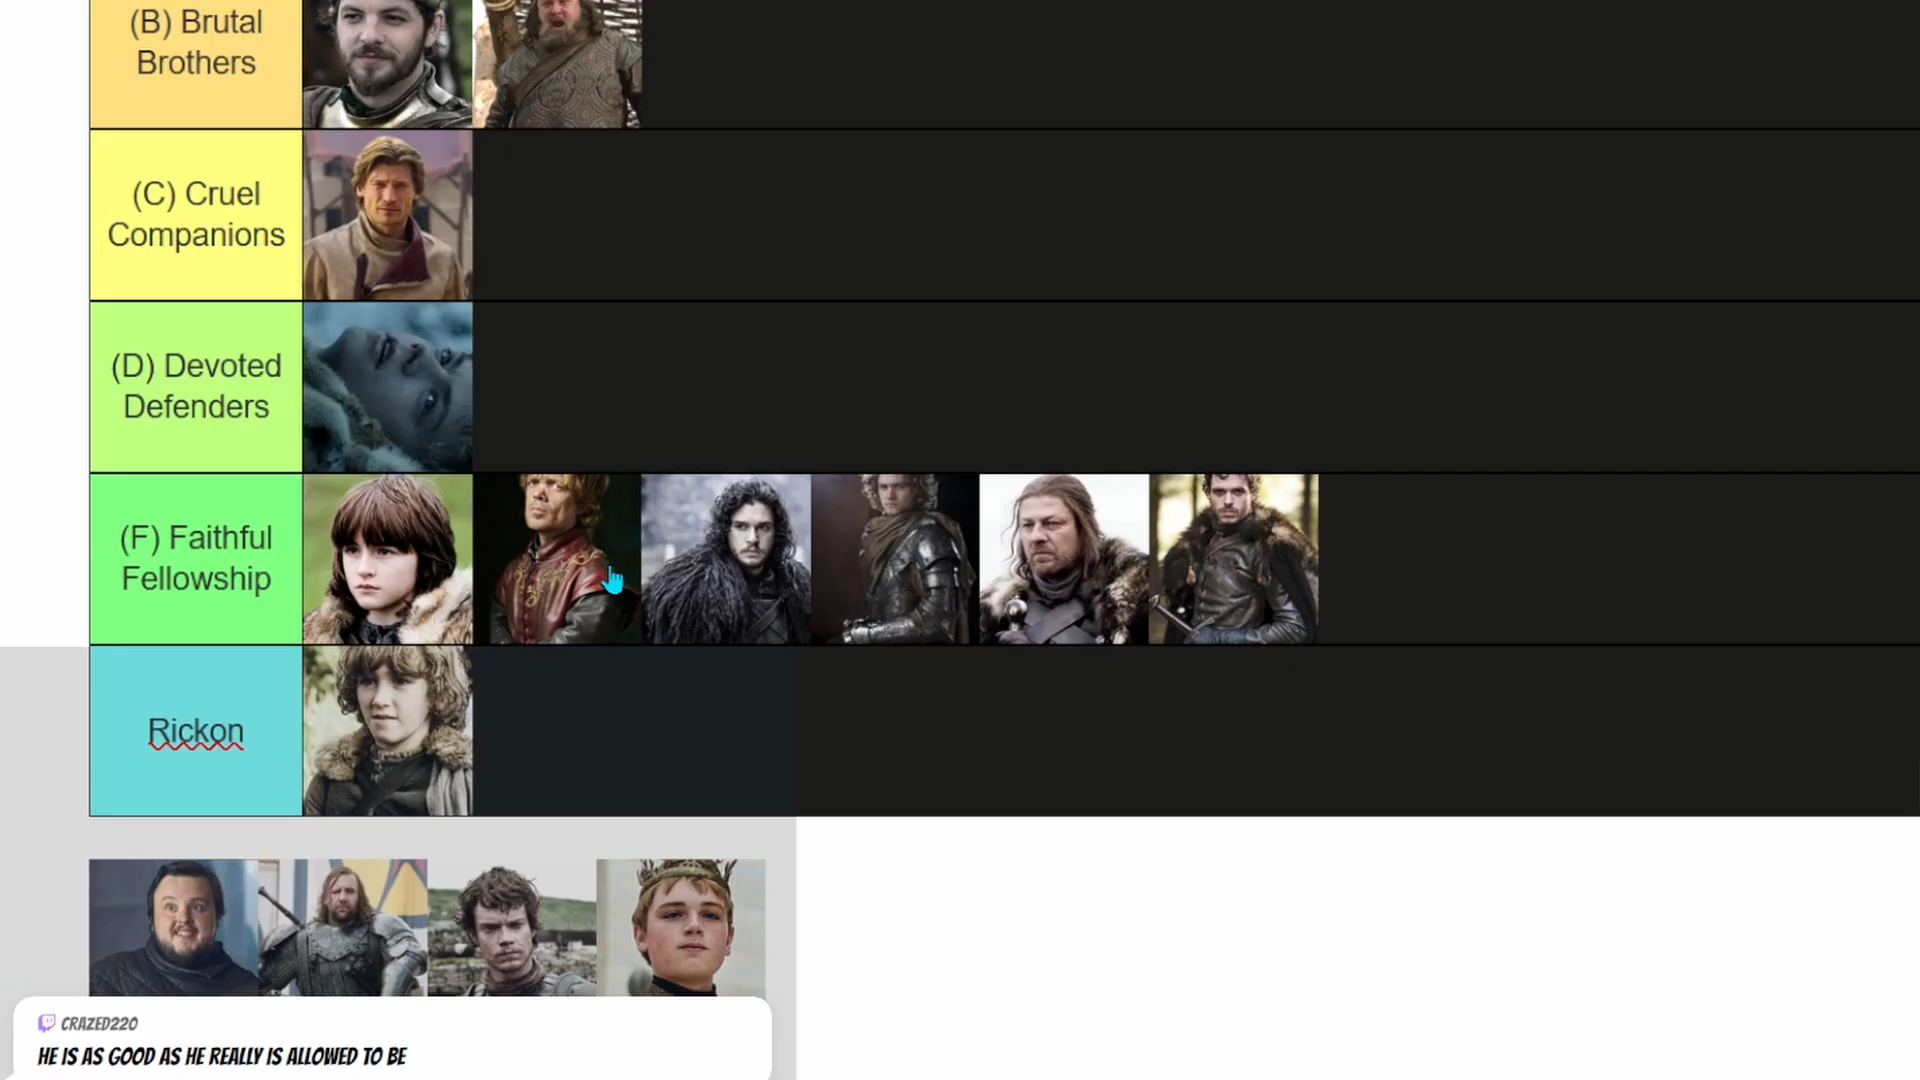 (B) Brutal
Brothers
(C) Cruel
Companions
(D) Devoted
Defenders
(F) Faithful
Fellowship
Rickon
CRAZED220
HE IS AS GOOD AS HE REALLY IS ALLOWED TO BE